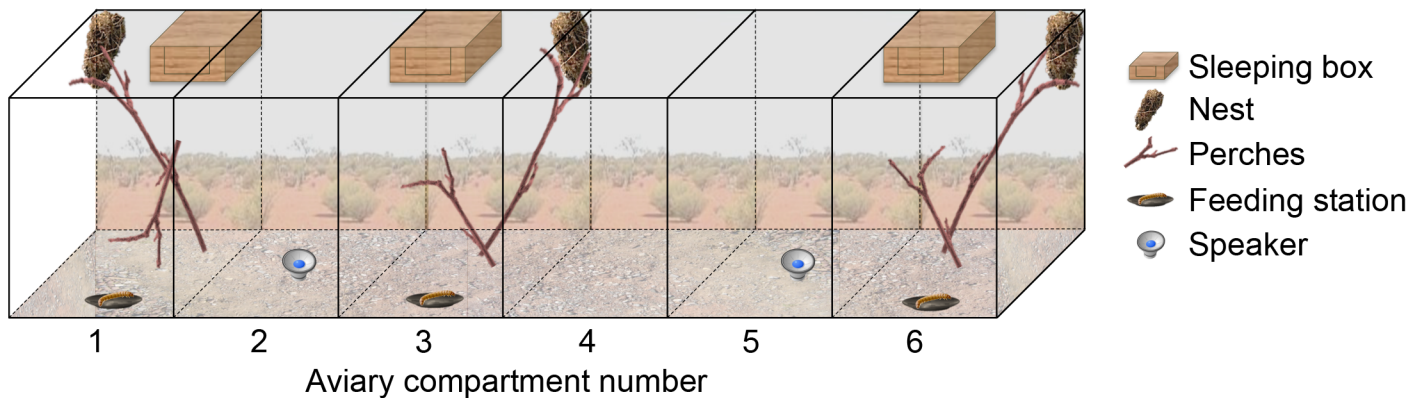 Sleeping box
Nest
Perches
Feeding station
Speaker
1 2 3 4 5 6
Aviary compartment number